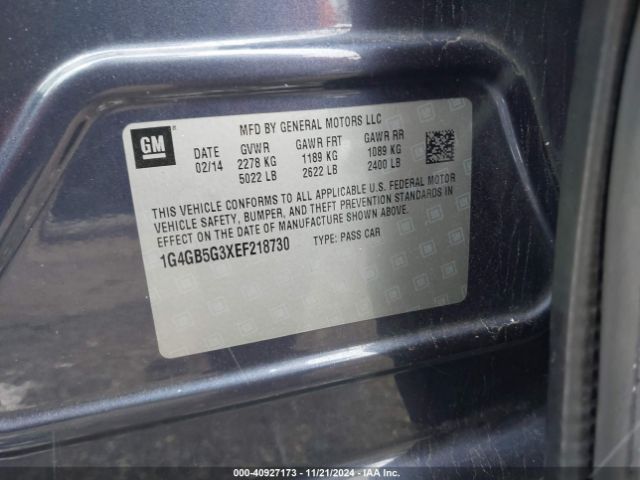 GM
MFD BY GENERAL MOTORS LLC
DATE GVWR GAWR FRT GAWR RR
02/14 2278 KG 1189 KG 1089 KG
5022 LB 2622 LB 2400 LB
THIS VEHICLE CONFORMS TO ALL APPLICABLE U.S. FEDERAL MOTOR
VEHICLE SAFETY, BUMPER, AND THEFT PREVENTION STANDARDS IN
EFFECT ON THE DATE OF MANUFACTURE SHOWN ABOVE.
1G4GB5G3XEF218730 TYPE: PASS CAR
000-40927173 - 11/21/2024 - IAAI.COM